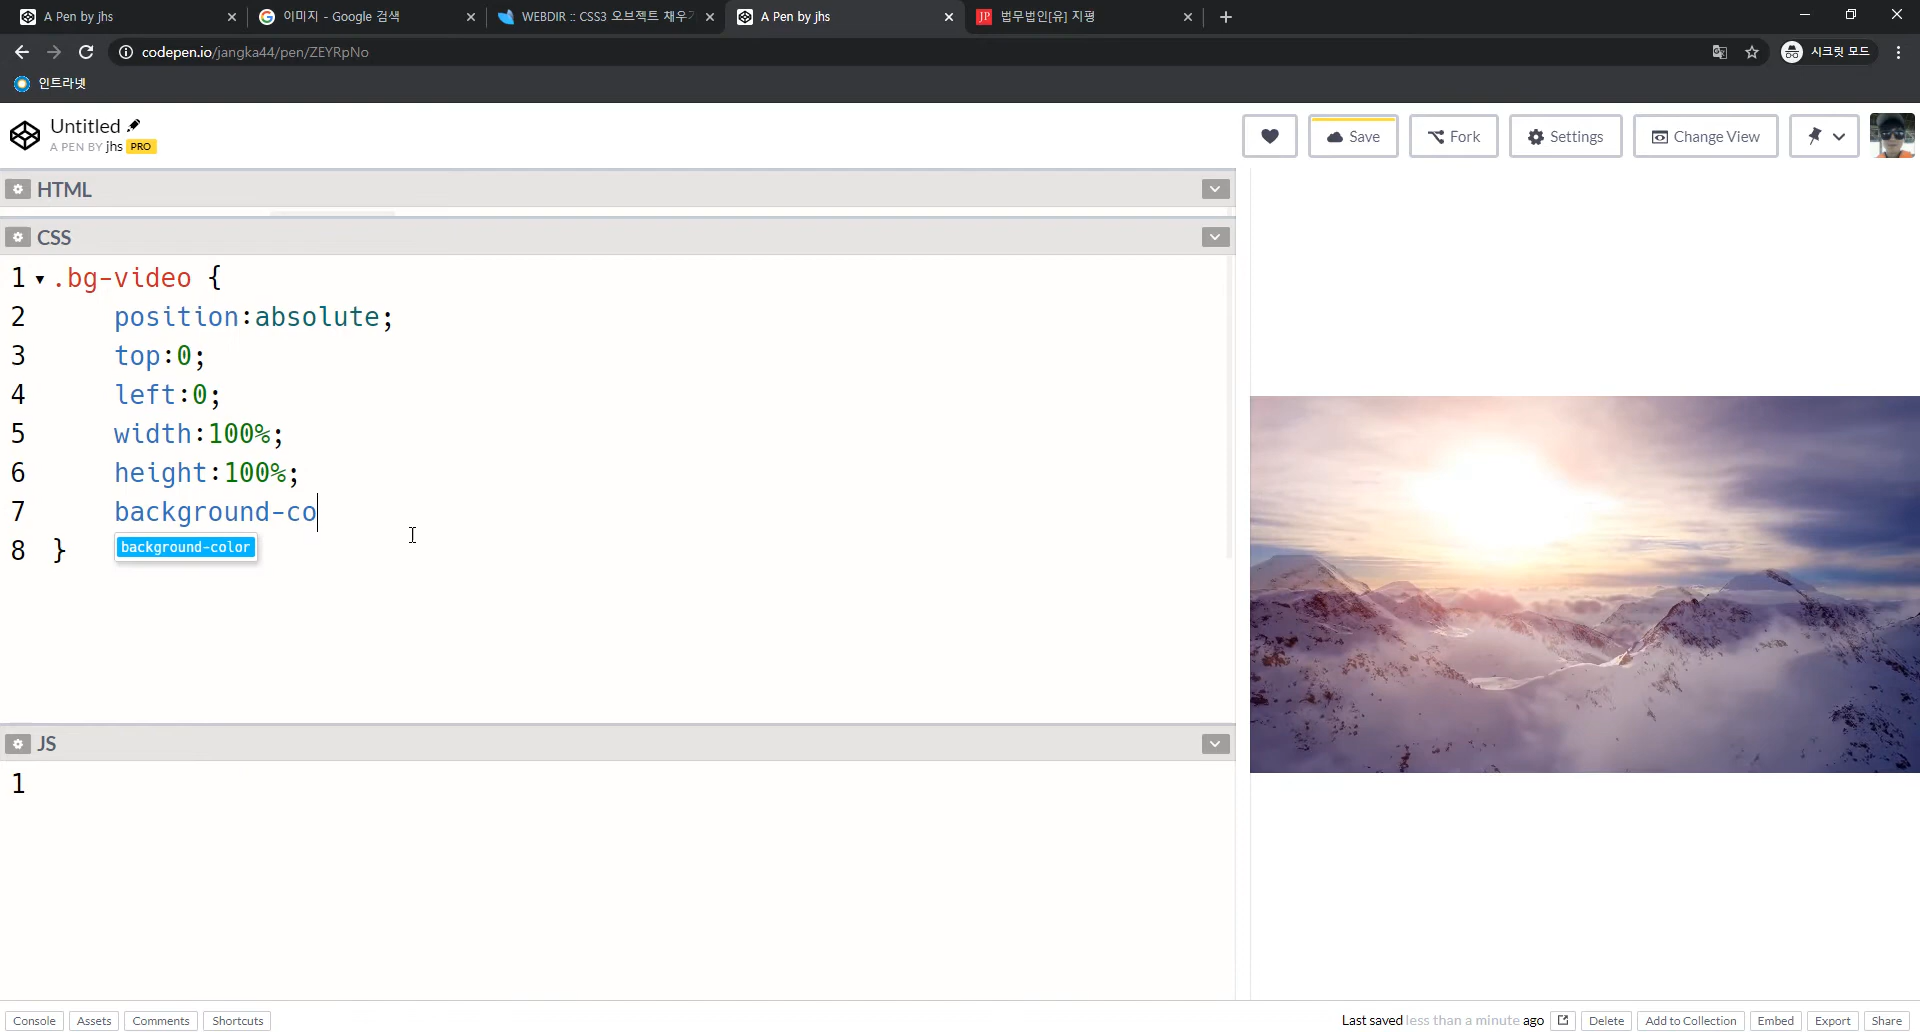 A Pen by jhs
이미지 - Google 검색
WEBDIR :: CSS3 오브젝트 채우
A Pen by jhs
JP 법무법인[유] 지평
codepen.io/jangka44/pen/ZEYRpNo
시크릿 모드
인트라넷
Untitled
A PEN BY jhs PRO
Save
Fork
Settings
Change View
HTML
CSS
1 .bg-video {
2 position:absolute;
3 top:0;
4 left:0;
5 width:100%;
6 height:100%;
7 background-co
8 }
background-color
JS
1
Console
Assets
Comments
Shortcuts
Last saved less than a minute ago
Delete
Add to Collection
Embed
Export
Share